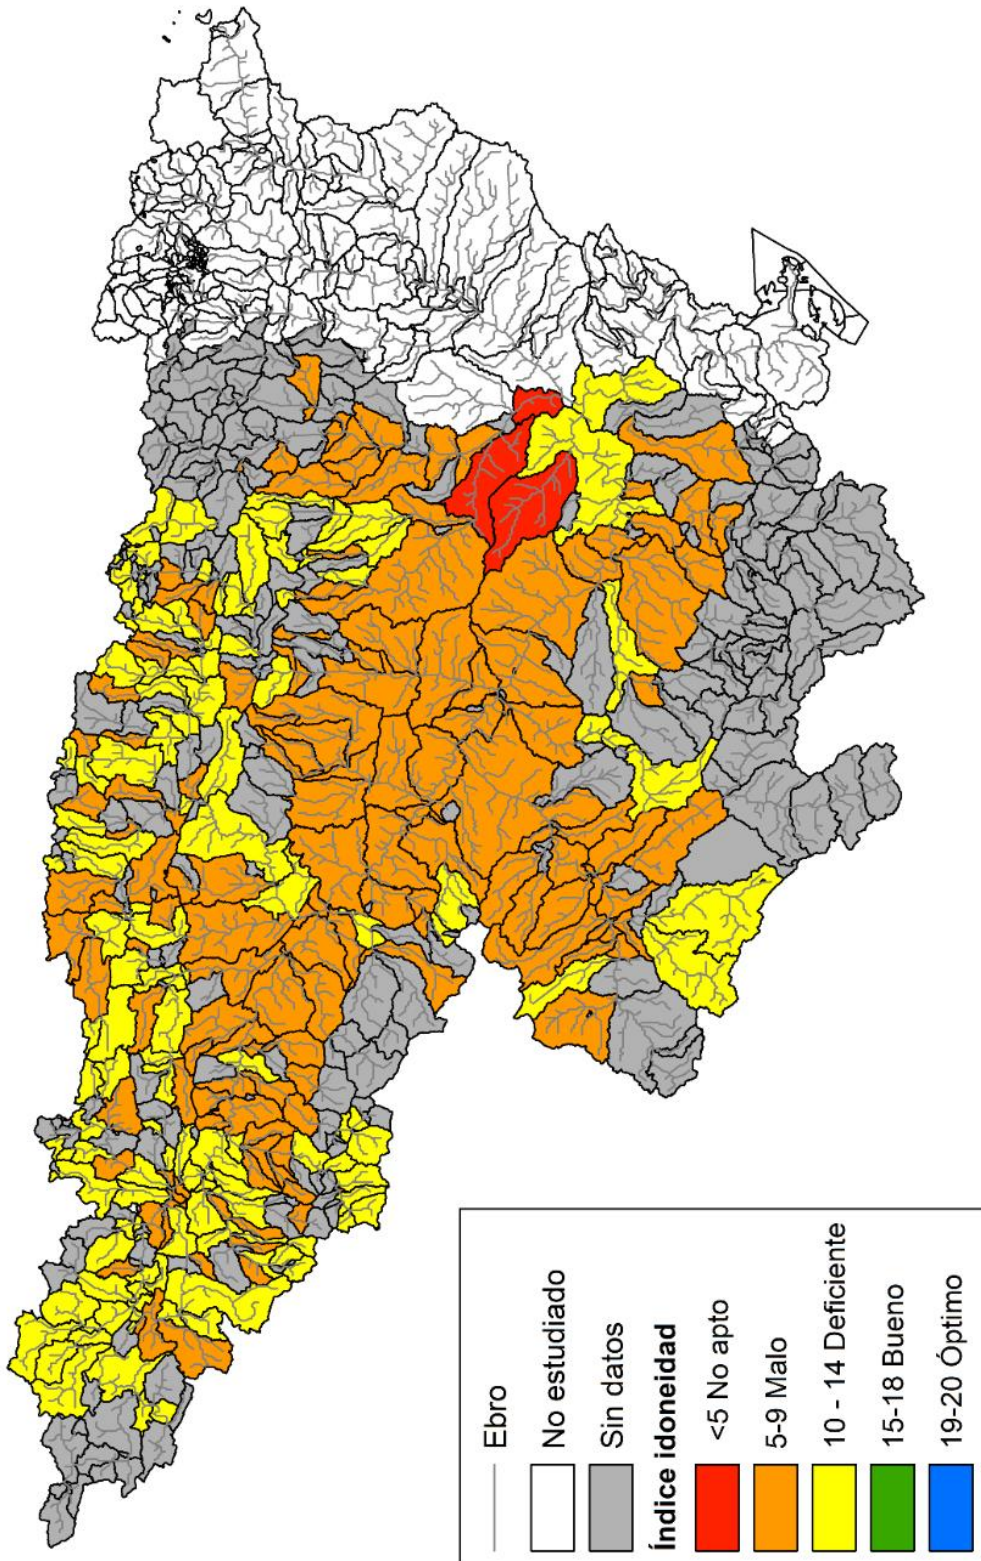 Ebro
No estudiado
Sin datos
Índice idoneidad
<5 No apto
5-9 Malo
10 - 14 Deficiente
15-18 Bueno
19-20 Óptimo